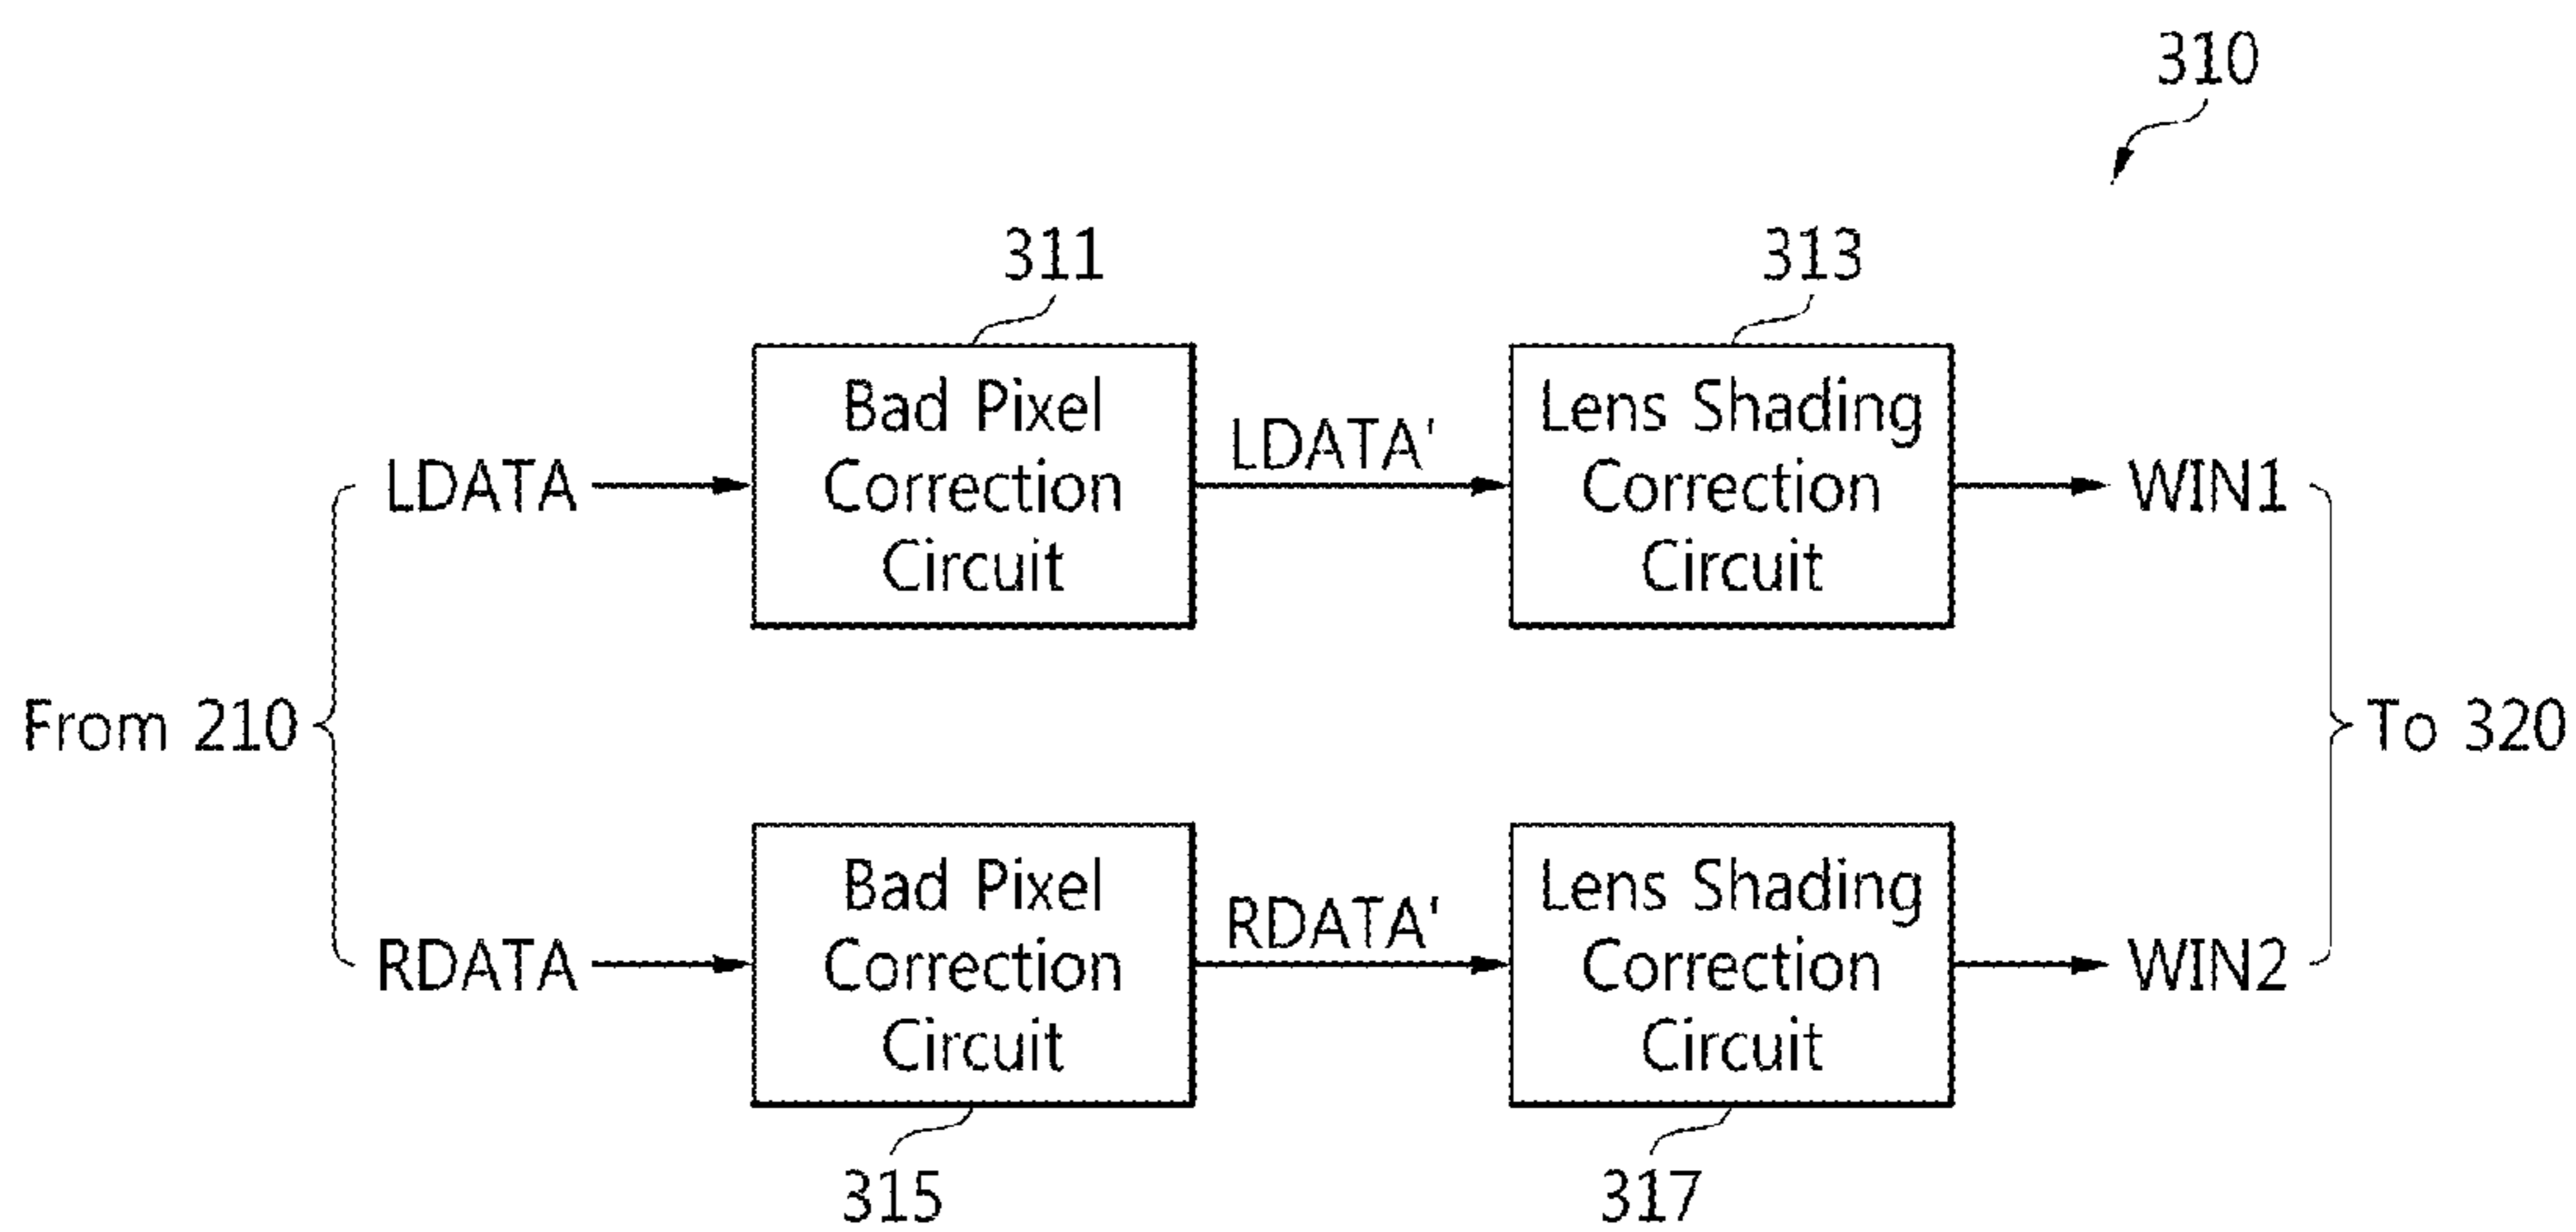 310
311
313
Bad Pixel
Correction
Circuit
Lens Shading
Correction
Circuit
LDATA
LDATA'
WIN1
From 210
To 320
Bad Pixel
Correction
Circuit
Lens Shading
Correction
Circuit
RDATA
RDATA'
WIN2
315
317